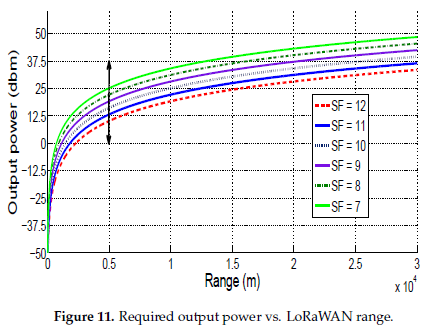 Output power (dbm)
50
37.5
25
12.5
0
-12.5
-25
-37.5
-50
0
0.5
1
1.5
2
2.5
3
x 10⁴
Range (m)
SF = 12
SF = 11
SF = 10
SF = 9
SF = 8
SF = 7
Figure 11. Required output power vs. LoRaWAN range.